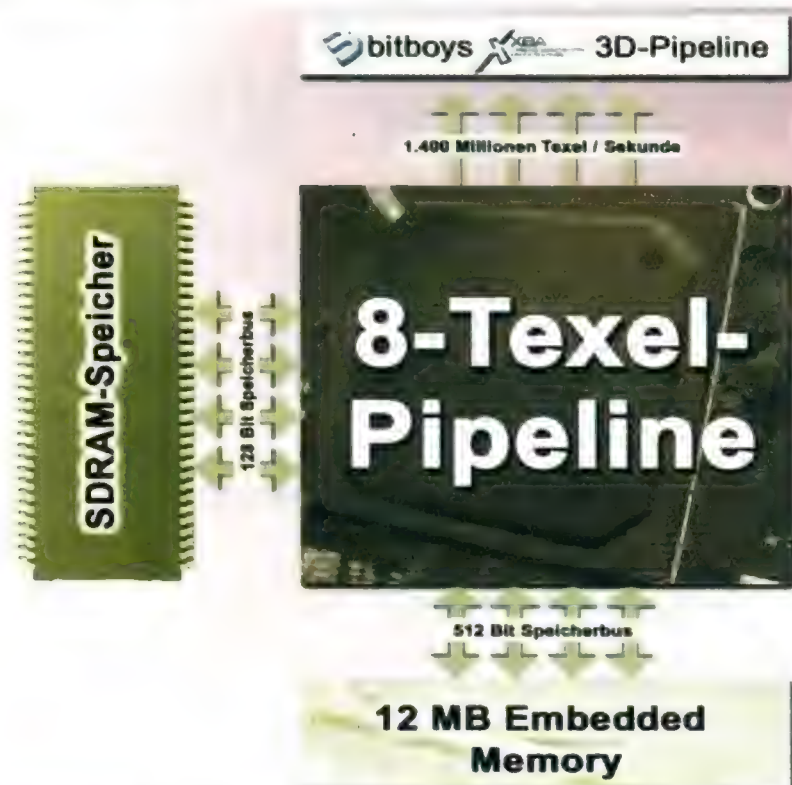 bitboys XBA 3D-Pipeline
1.400 Millionen Texel / Sekunde
SDRAM-Speicher
128 Bit Speicherbus
8-Texel-
Pipeline
512 Bit Speicherbus
12 MB Embedded
Memory